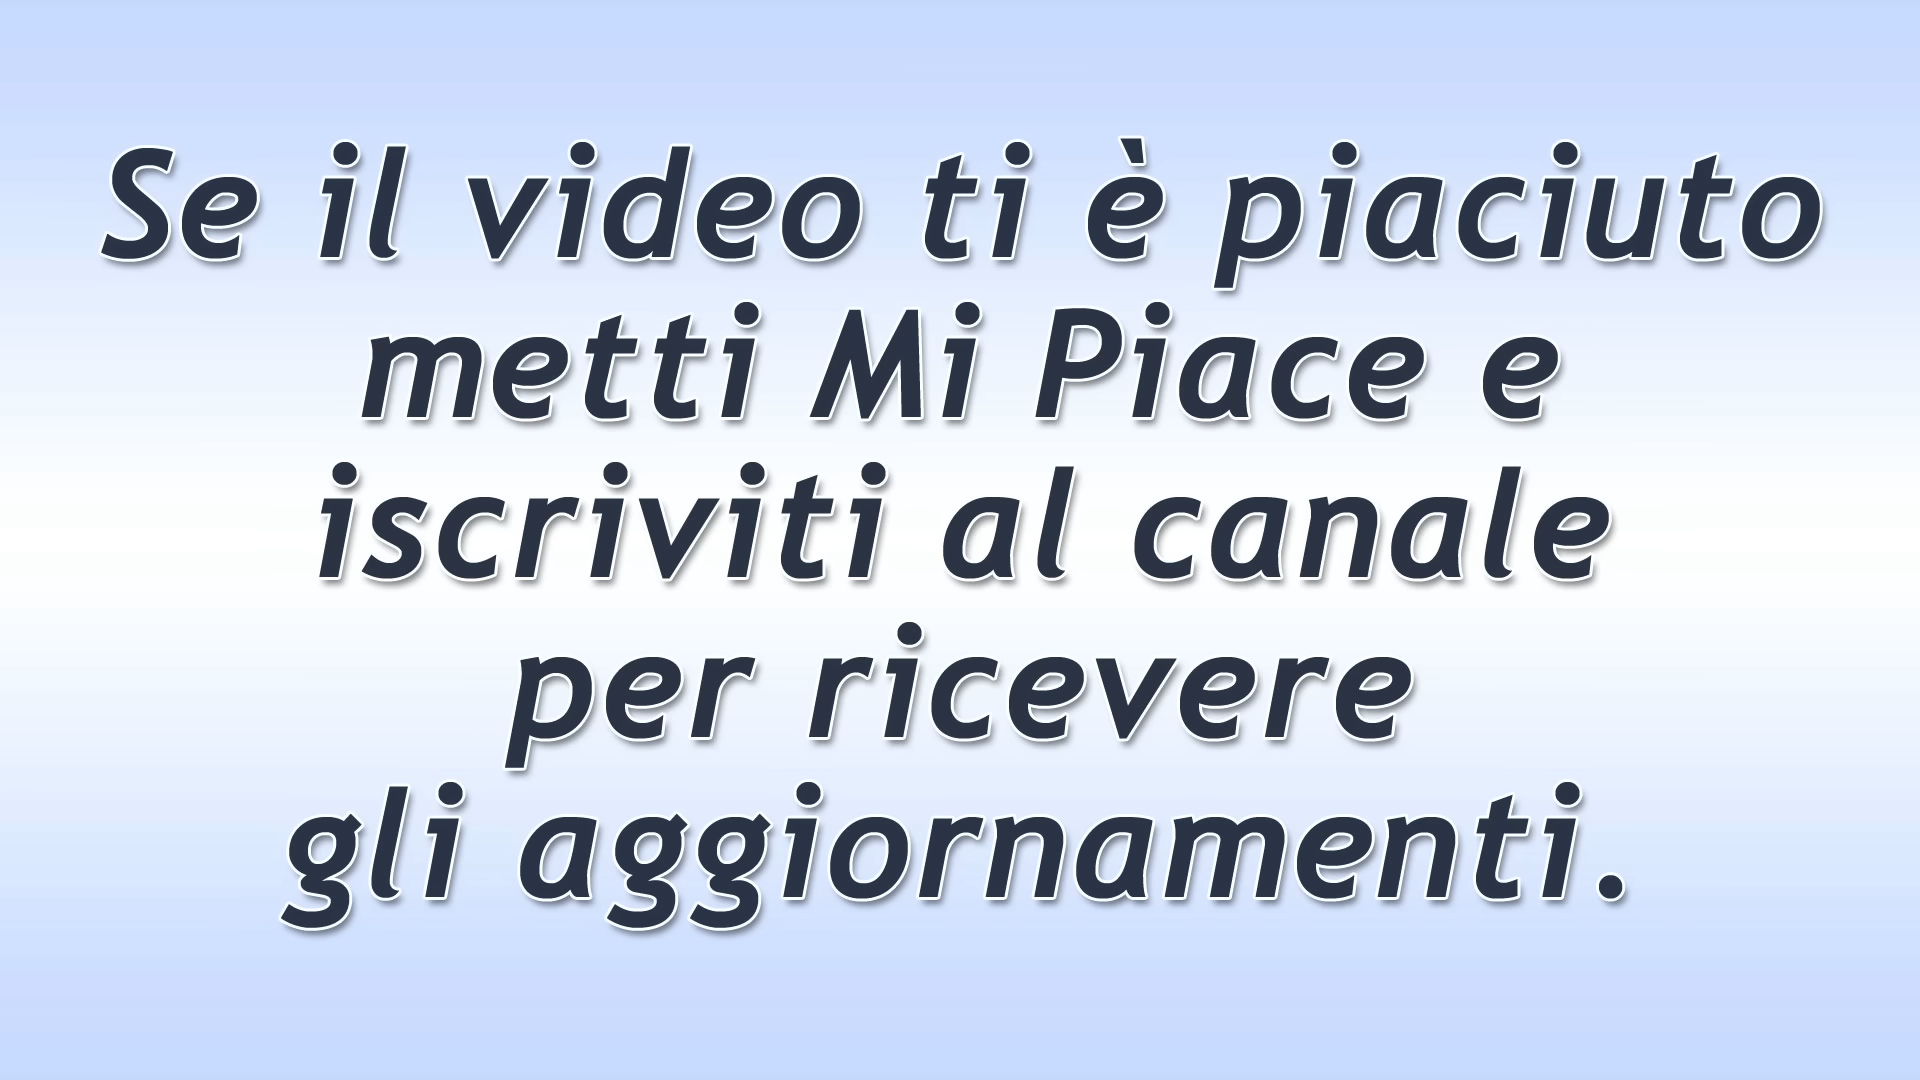 Se il video ti è piaciuto
metti Mi Piace e
iscriviti al canale
per ricevere
gli aggiornamenti.